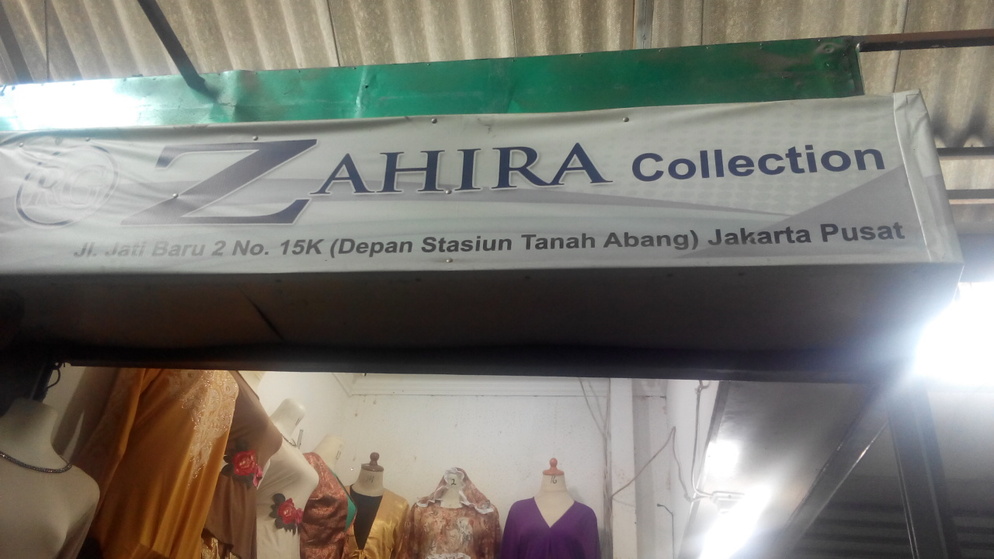 ZAHIRA Collection
Jl. Jati Baru 2 No. 15K (Depan Stasiun Tanah Abang) Jakarta Pusat